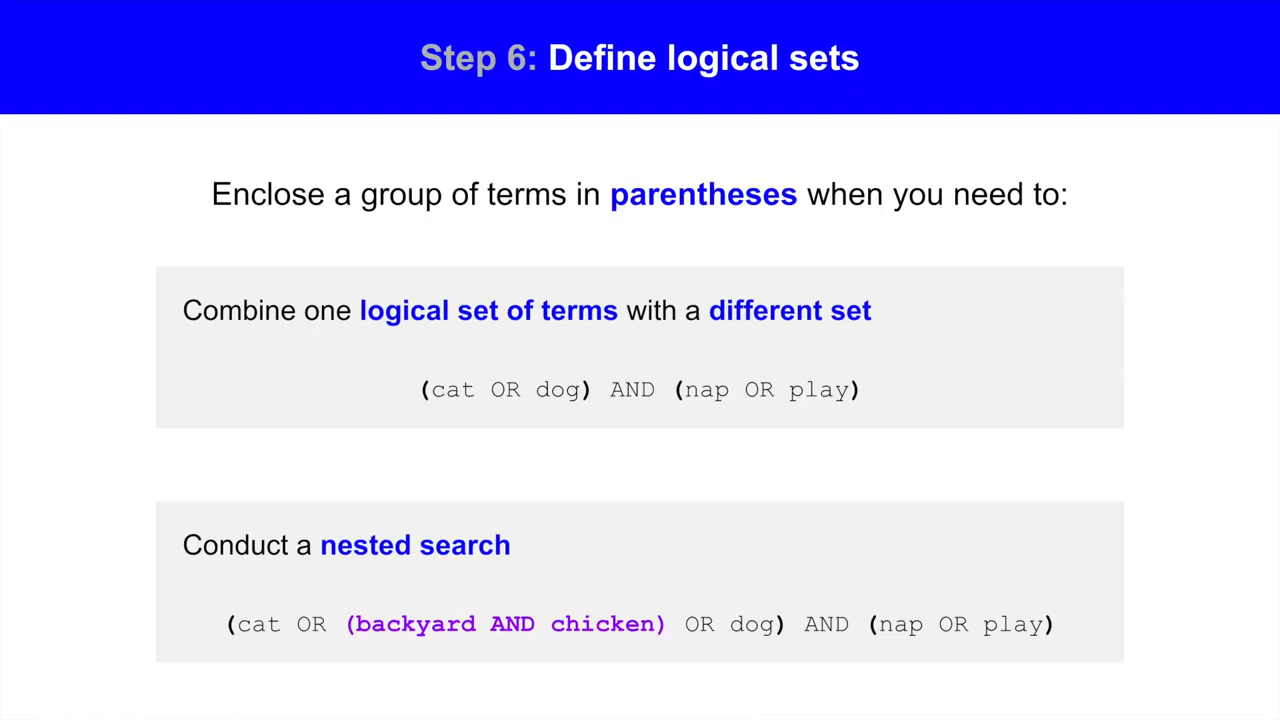 Step 6: Define logical sets
Enclose a group of terms in parentheses when you need to:
Combine one logical set of terms with a different set
(cat OR dog) AND (nap OR play)
Conduct a nested search
(cat OR (backyard AND chicken) OR dog) AND (nap OR play)